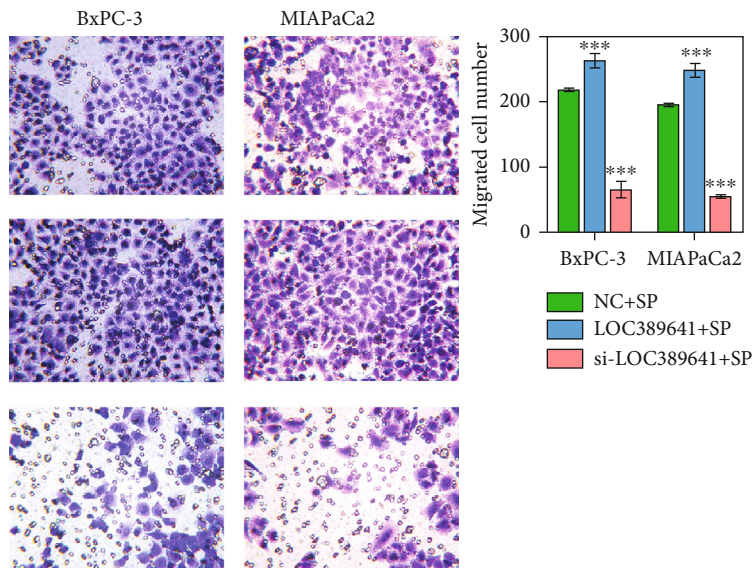 BxPC-3
MIAPaCa2
Migrated cell number
300
200
100
0
***
***
***
***
BxPC-3
MIAPaCa2
NC+SP
LOC389641+SP
si-LOC389641+SP